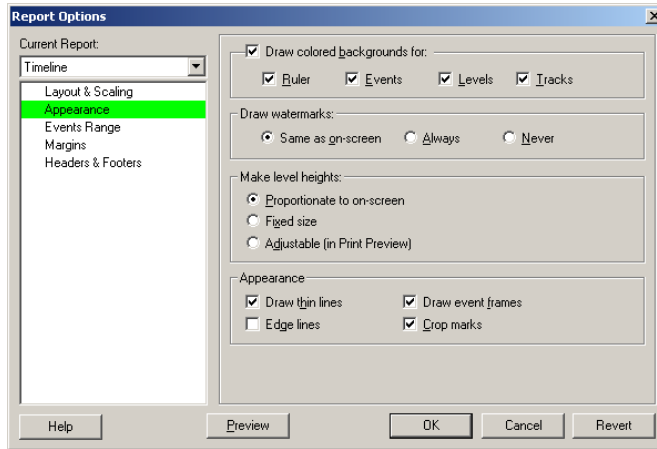 Report Options
Current Report:
Timeline
Layout & Scaling
Appearance
Events Range
Margins
Headers & Footers
Draw colored backgrounds for:
Ruler Events Levels Tracks
Draw watermarks:
Same as on-screen Always Never
Make level heights:
Proportionate to on-screen
Fixed size
Adjustable (in Print Preview)
Appearance
Draw thin lines Draw event frames
Edge lines Crop marks
Help Preview OK Cancel Revert